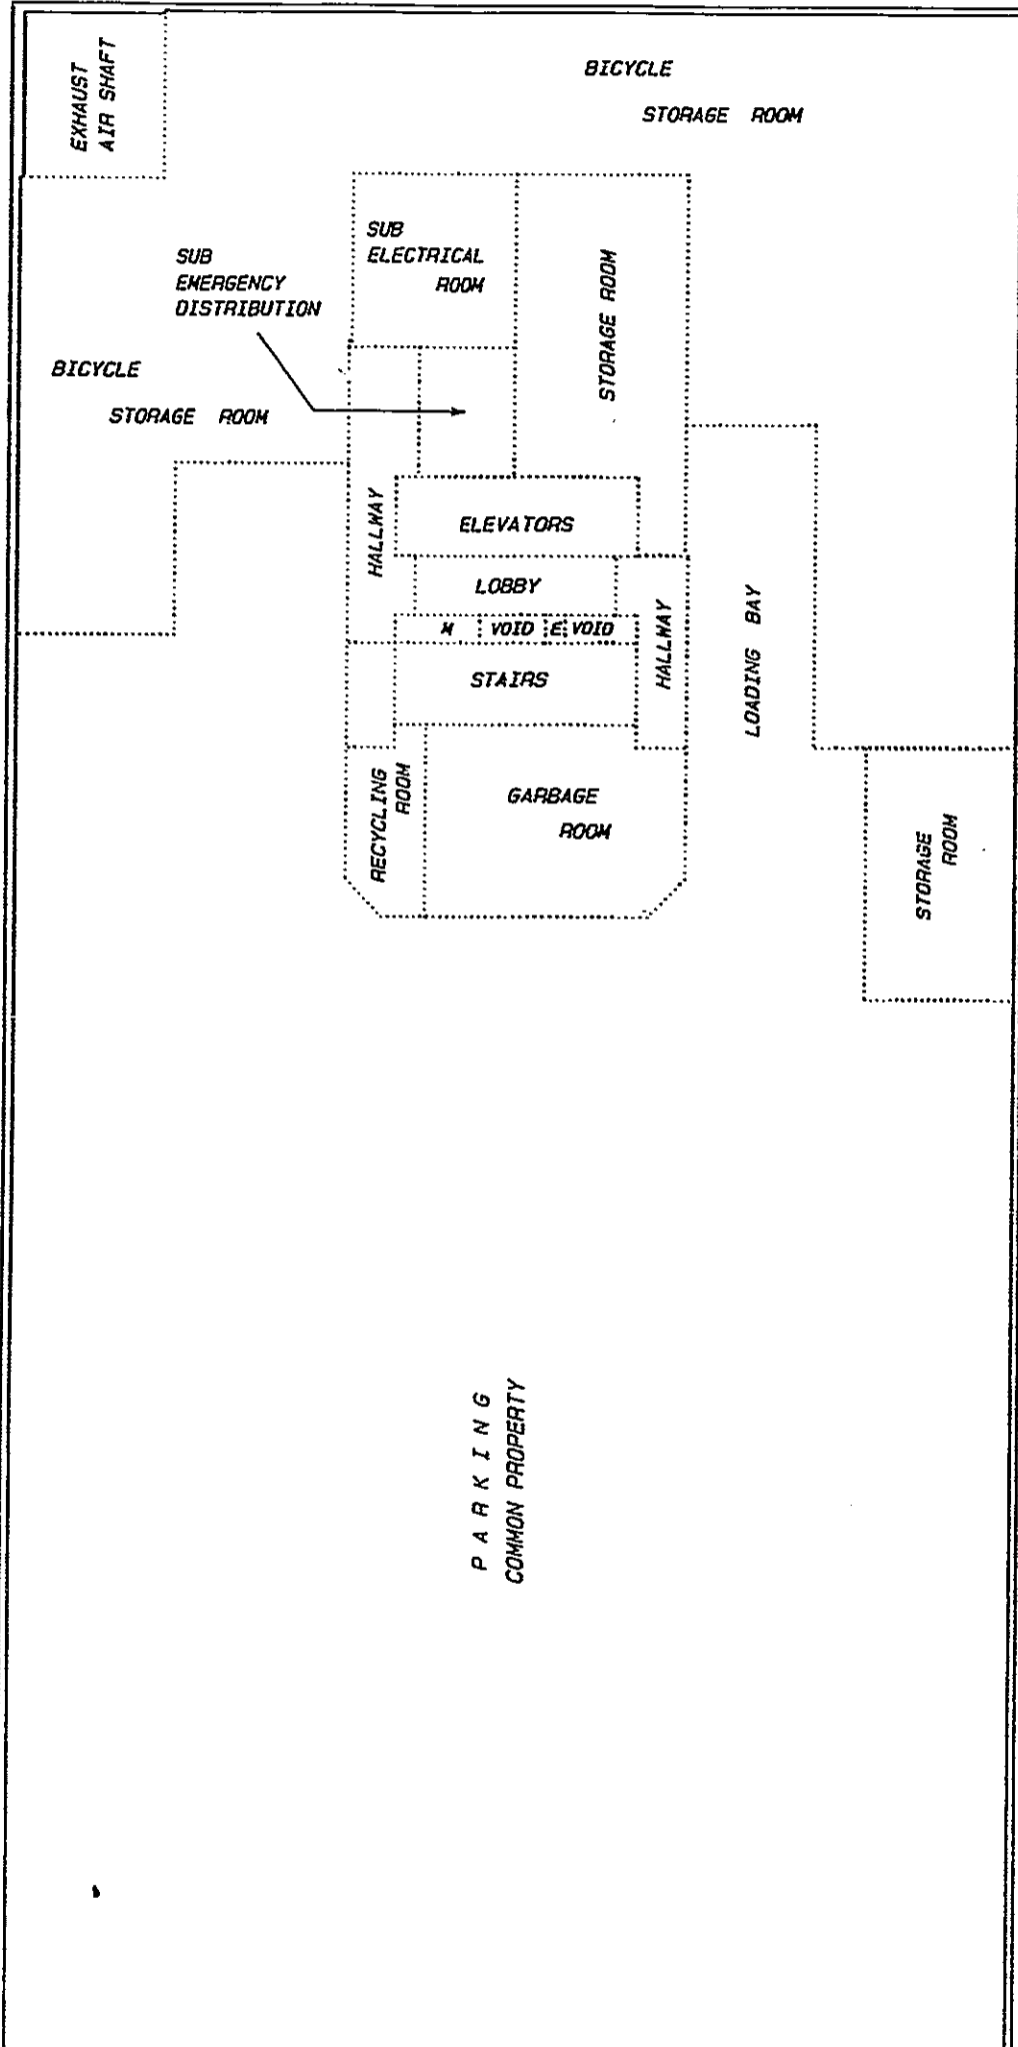 EXHAUST
AIR SHAFT
BICYCLE
STORAGE ROOM
SUB
ELECTRICAL
ROOM
SUB
EMERGENCY
DISTRIBUTION
STORAGE ROOM
BICYCLE
STORAGE ROOM
HALLWAY
ELEVATORS
LOBBY
M VOID E VOID
STAIRS
HALLWAY
LOADING BAY
RECYCLING
ROOM
GARBAGE
ROOM
STORAGE
ROOM
PARKING
COMMON PROPERTY